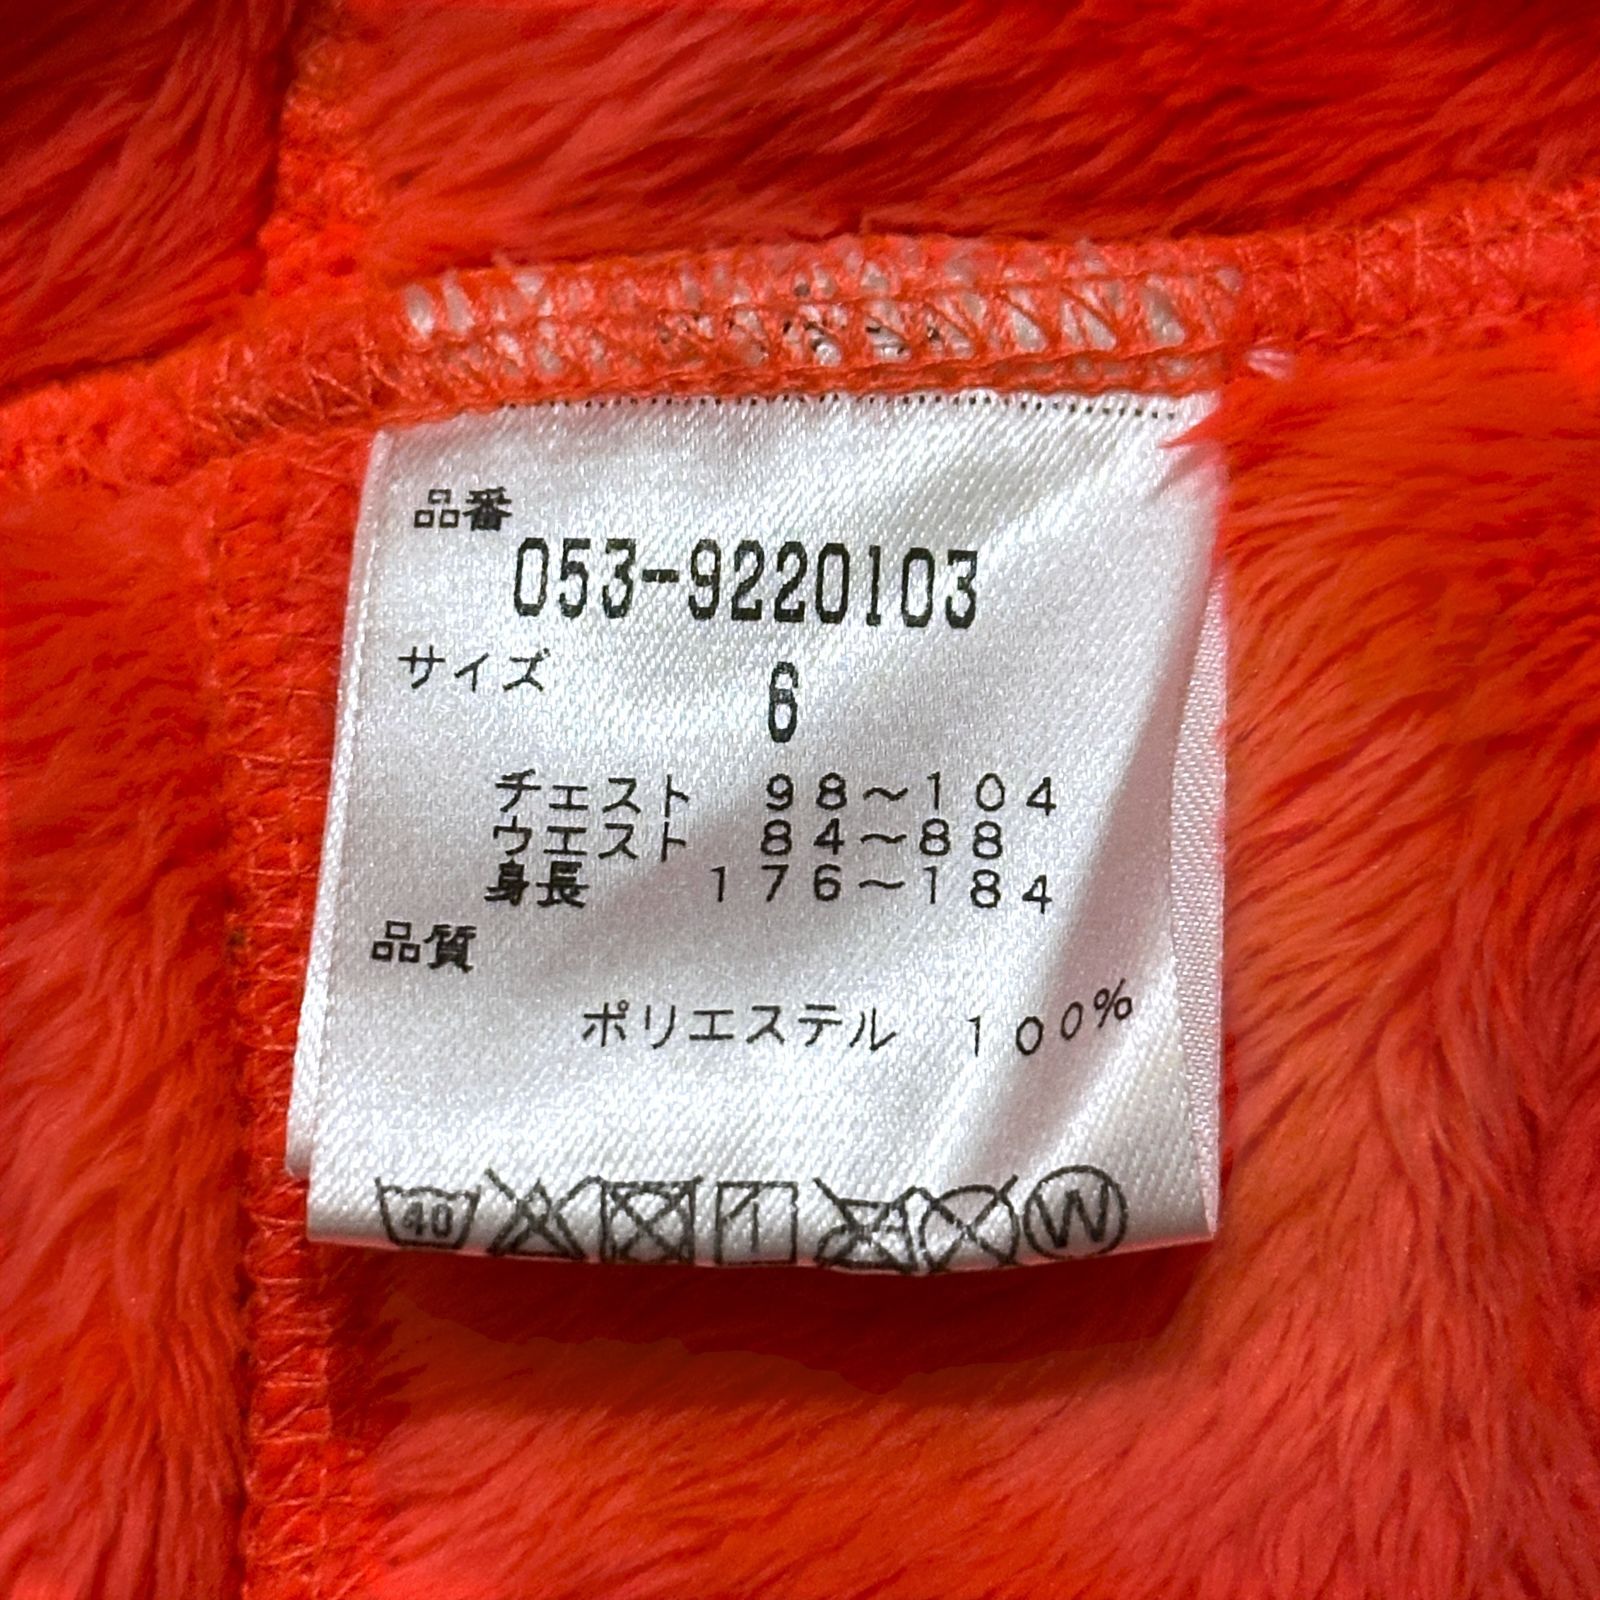 品番
053-9220103
サイズ
6
チェスト 98～104
ウエスト 84～88
身長 176～184
品質
ポリエステル 100%
40 W